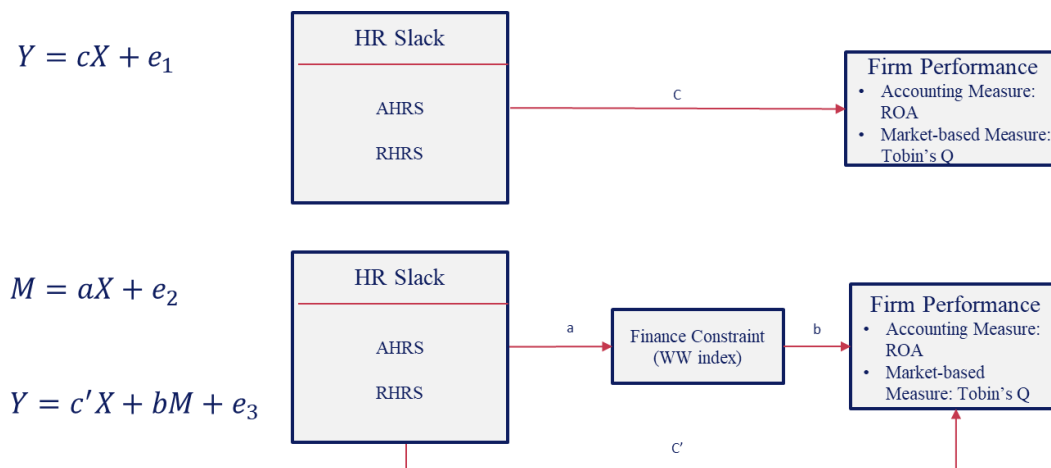 Y = cX + e₁
HR Slack
AHRS
RHRS
C
Firm Performance
• Accounting Measure:
ROA
• Market-based Measure:
Tobin's Q
M = aX + e₂
Y = c′X + bM + e₃
HR Slack
AHRS
RHRS
a
Finance Constraint
(WW index)
b
Firm Performance
• Accounting Measure:
ROA
• Market-based
Measure: Tobin's Q
C′